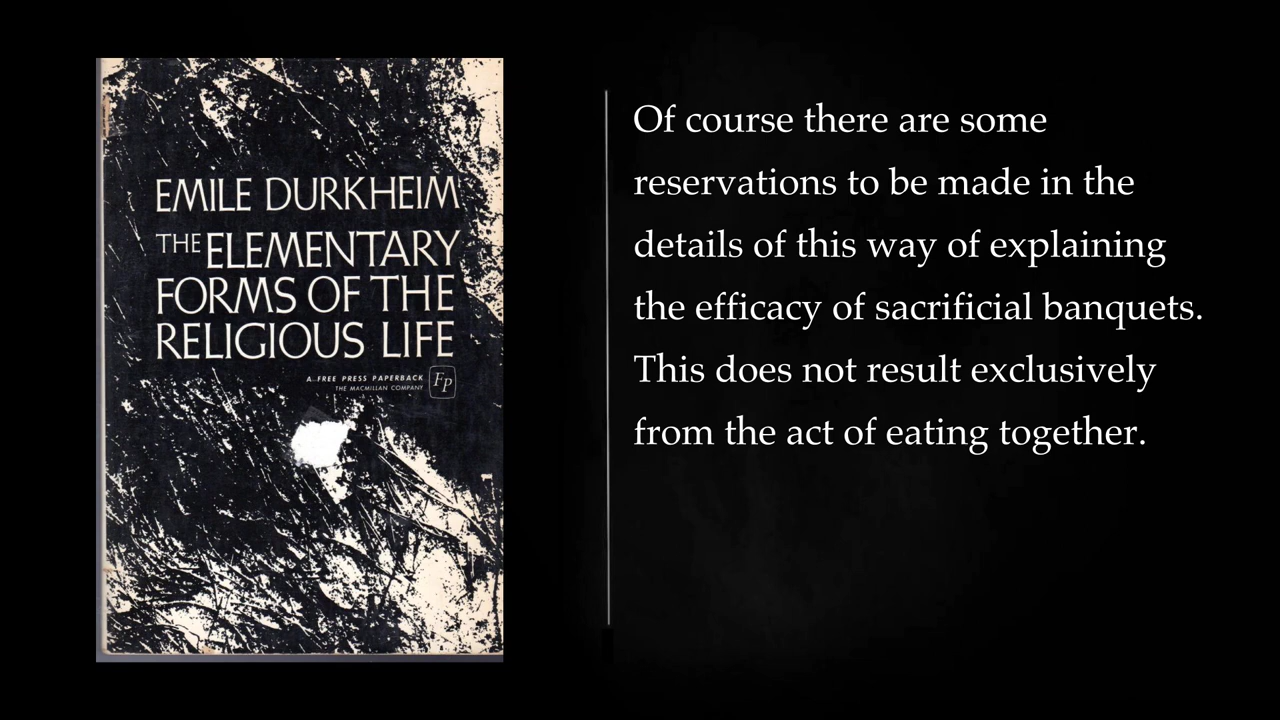 EMILE DURKHEIM
THE ELEMENTARY
FORMS OF THE
RELIGIOUS LIFE
A FREE PRESS PAPERBACK
THE MACMILLAN COMPANY
Fp
Of course there are some
reservations to be made in the
details of this way of explaining
the efficacy of sacrificial banquets.
This does not result exclusively
from the act of eating together.